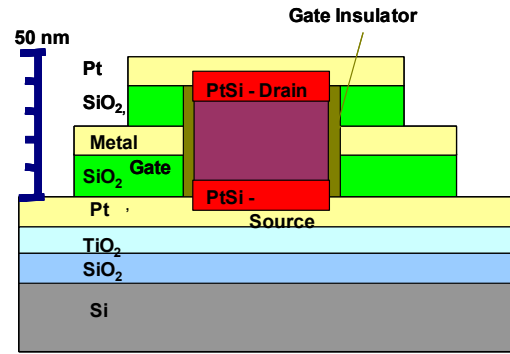 Gate Insulator
50 nm
Pt
PtSi - Drain
SiO2,
Metal
SiO2 Gate
PtSi -
Pt , Source
TiO2
SiO2
Si